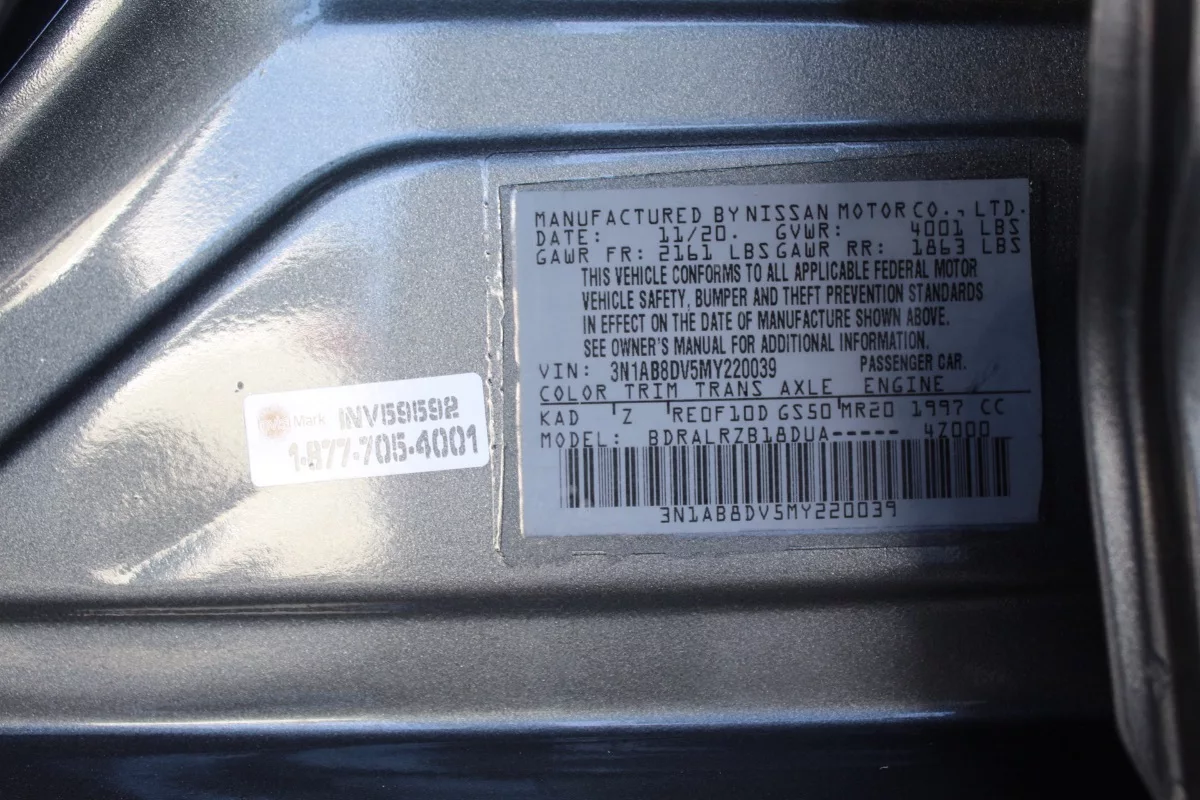 MANUFACTURED BY NISSAN MOTOR CO., LTD.
DATE: 11/20. GVWR: 4001 LBS
GAWR FR: 2161 LBS GAWR RR: 1863 LBS
THIS VEHICLE CONFORMS TO ALL APPLICABLE FEDERAL MOTOR
VEHICLE SAFETY, BUMPER AND THEFT PREVENTION STANDARDS
IN EFFECT ON THE DATE OF MANUFACTURE SHOWN ABOVE.
SEE OWNER'S MANUAL FOR ADDITIONAL INFORMATION.
VIN: 3N1AB8DV5MY220039 PASSENGER CAR.
COLOR TRIM TRANS AXLE ENGINE
KAD Z RE0F10D GS50 MR20 1997 CC
MODEL: BDRALRZB18DUA----- 4Z000
3N1AB8DV5MY220039
Mark INV59592
1-877-705-4001